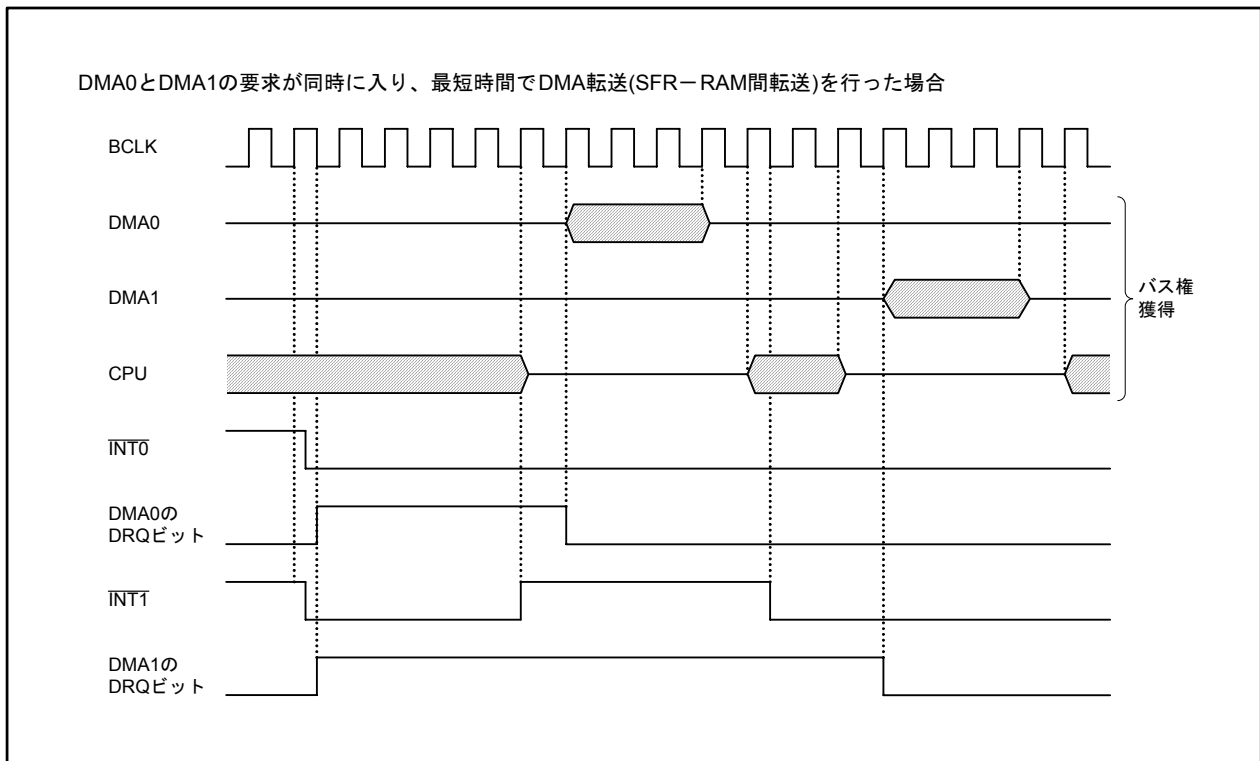 DMA0とDMA1の要求が同時に入り、最短時間でDMA転送(SFR－RAM間転送)を行った場合
BCLK
DMA0
DMA1
バス権
獲得
CPU
INT0
DMA0の
DRQビット
INT1
DMA1の
DRQビット